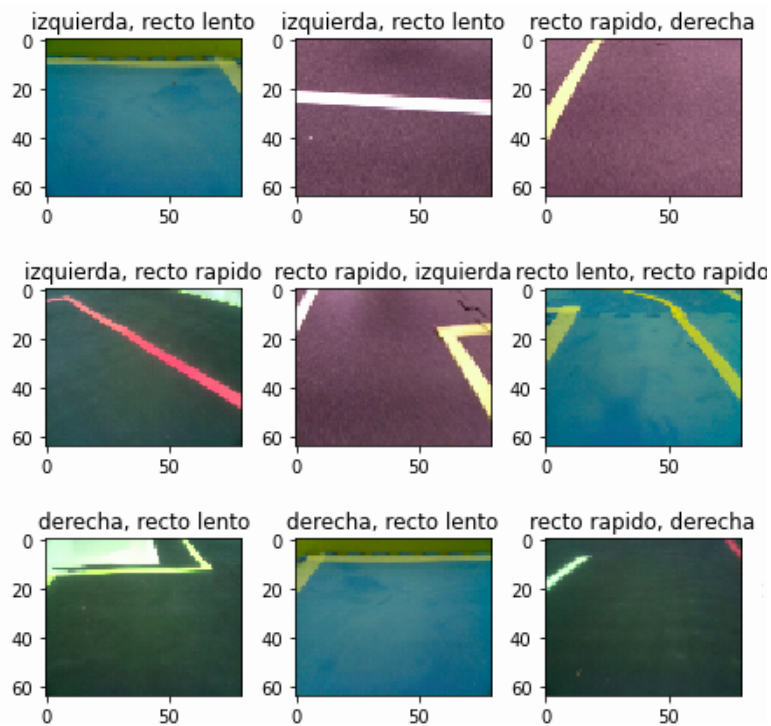 izquierda, recto lento izquierda, recto lento recto rapido, derecha
0 0 0
20 20 20
40 40 40
60 60 60
0 50 0 50 0 50
izquierda, recto rapido recto rapido, izquierda recto lento, recto rapido
0 0 0
20 20 20
40 40 40
60 60 60
0 50 0 50 0 50
derecha, recto lento derecha, recto lento recto rapido, derecha
0 0 0
20 20 20
40 40 40
60 60 60
0 50 0 50 0 50